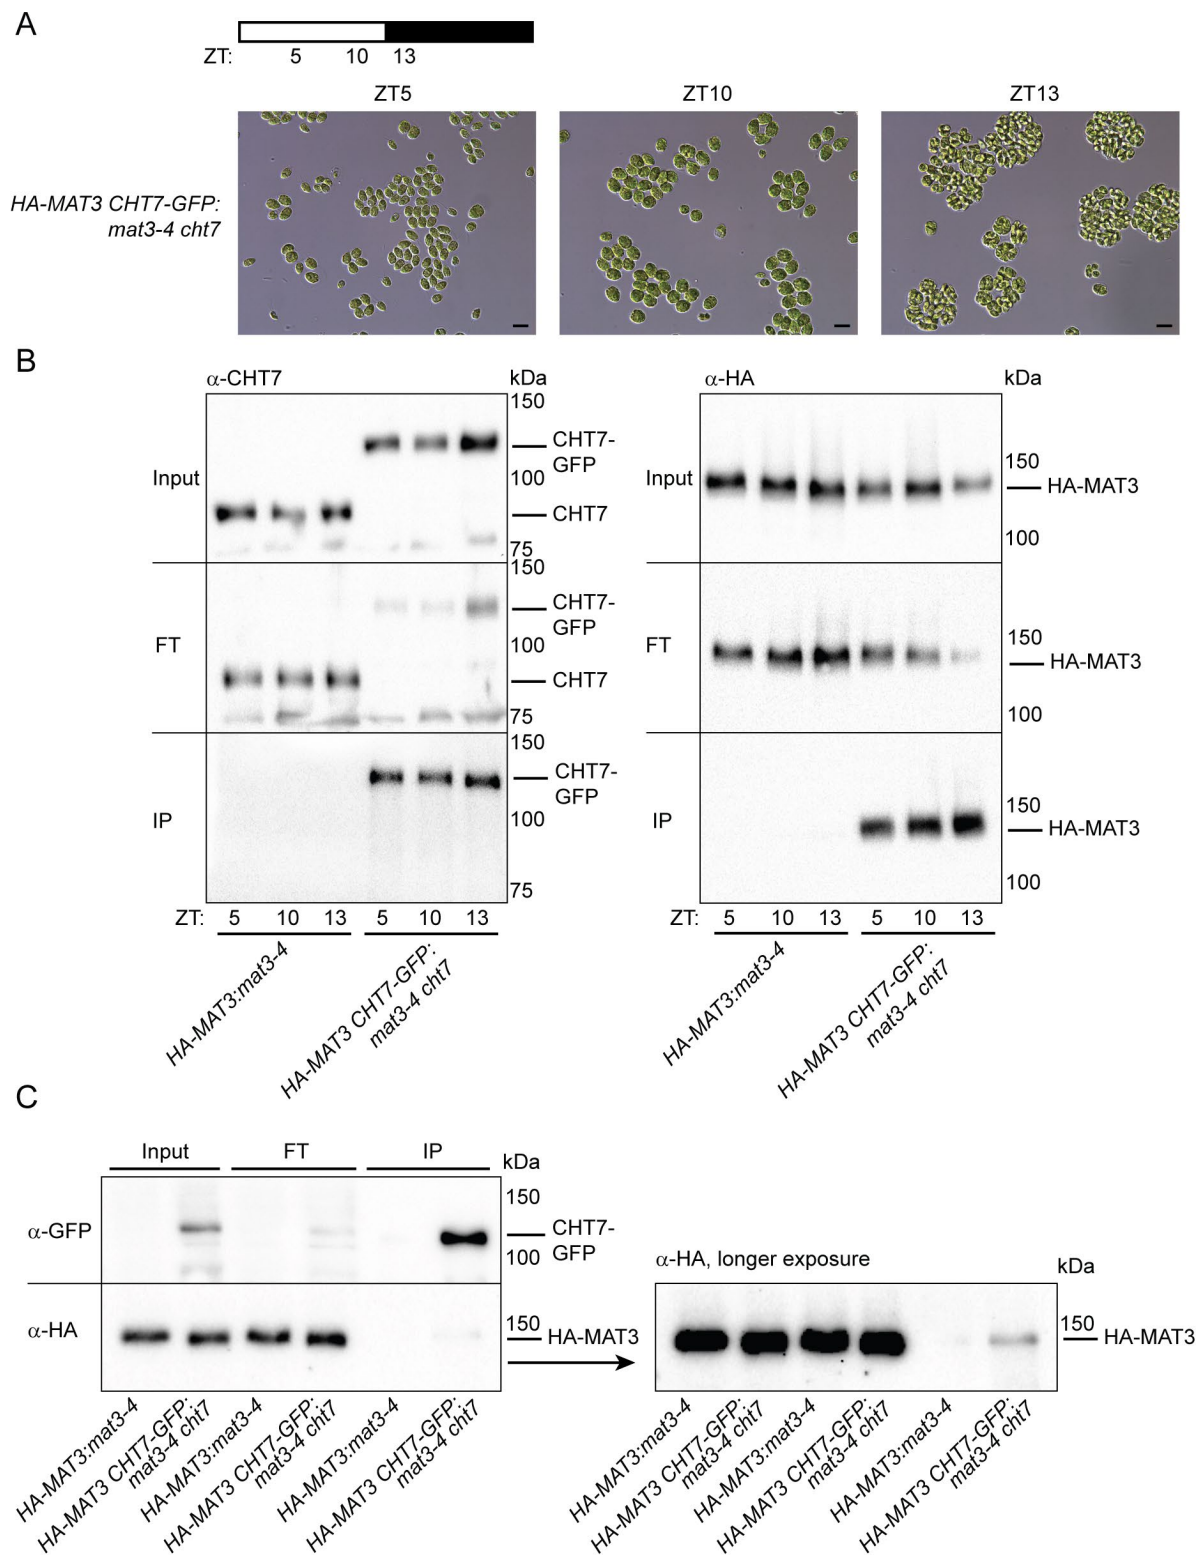 A
ZT: 5 10 13
ZT5 ZT10 ZT13
HA-MAT3 CHT7-GFP:
mat3-4 cht7
B
α-CHT7 kDa
150
CHT7-
GFP
Input
100
CHT7
75
150
CHT7-
GFP
FT
100
CHT7
75
150
CHT7-
GFP
IP
100
75
ZT: 5 10 13 5 10 13
HA-MAT3:mat3-4
HA-MAT3 CHT7-GFP:
mat3-4 cht7
α-HA kDa
Input
150
HA-MAT3
100
FT
150
HA-MAT3
100
IP
150
HA-MAT3
100
5 10 13 5 10 13
HA-MAT3:mat3-4
HA-MAT3 CHT7-GFP:
mat3-4 cht7
C
Input FT IP
kDa
α-GFP
150
CHT7-
GFP
100
α-HA
150
HA-MAT3
HA-MAT3:mat3-4
HA-MAT3 CHT7-GFP:
mat3-4 cht7
HA-MAT3:mat3-4
HA-MAT3 CHT7-GFP:
mat3-4 cht7
HA-MAT3:mat3-4
HA-MAT3 CHT7-GFP:
mat3-4 cht7
α-HA, longer exposure
kDa
150
HA-MAT3
HA-MAT3:mat3-4
HA-MAT3 CHT7-GFP:
mat3-4 cht7
HA-MAT3:mat3-4
HA-MAT3 CHT7-GFP:
mat3-4 cht7
HA-MAT3:mat3-4
HA-MAT3 CHT7-GFP:
mat3-4 cht7